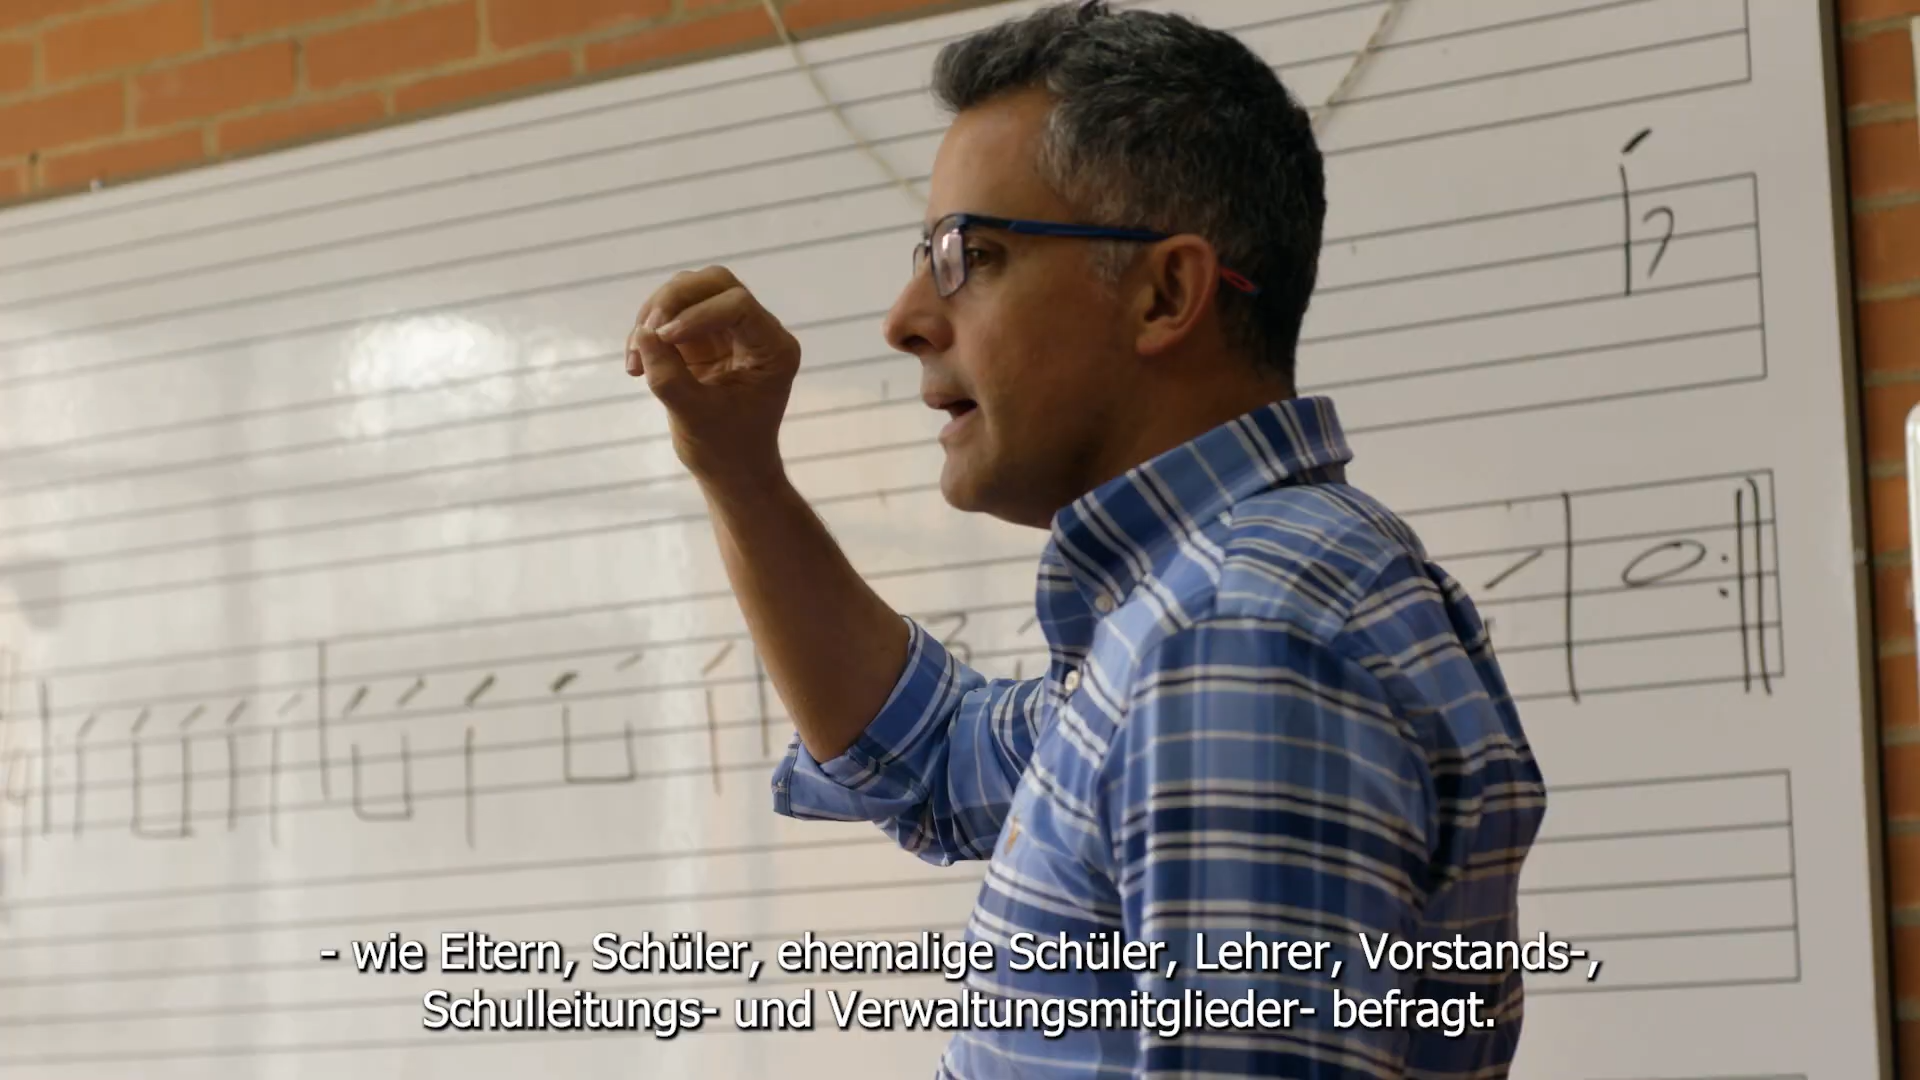 - wie Eltern, Schüler, ehemalige Schüler, Lehrer, Vorstands-,
Schulleitungs- und Verwaltungsmitglieder- befragt.